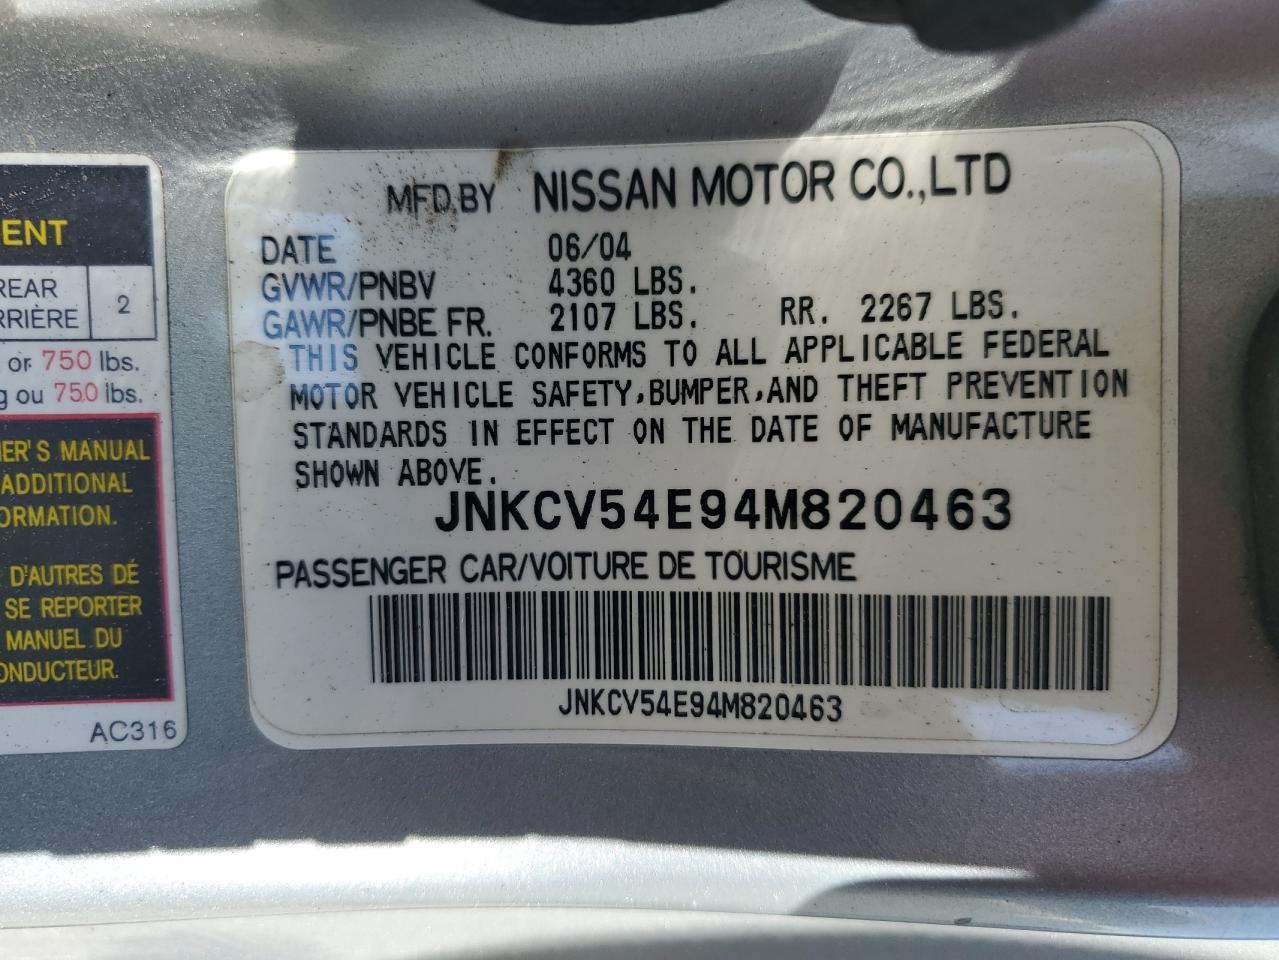 MFD.BY NISSAN MOTOR CO.,LTD
DATE 06/04
GVWR/PNBV 4360 LBS.
GAWR/PNBE FR. 2107 LBS. RR. 2267 LBS.
THIS VEHICLE CONFORMS TO ALL APPLICABLE FEDERAL
MOTOR VEHICLE SAFETY,BUMPER,AND THEFT PREVENTION
STANDARDS IN EFFECT ON THE DATE OF MANUFACTURE
SHOWN ABOVE.
JNKCV54E94M820463
PASSENGER CAR/VOITURE DE TOURISME
JNKCV54E94M820463
ENT
REAR
RRIÈRE
2
or 750 lbs.
g ou 750 lbs.
ER'S MANUAL
ADDITIONAL
ORMATION.
D'AUTRES DÉ
SE REPORTER
MANUEL DU
ONDUCTEUR.
AC316